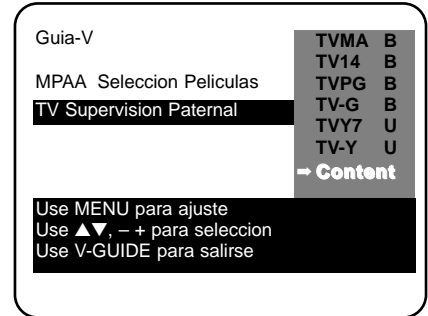 Guia-V
MPAA Seleccion Peliculas
TV Supervision Paternal
TVMA B
TV14 B
TVPG B
TV-G B
TVY7 U
TV-Y U
➡ Content
Use MENU para ajuste
Use ▲▼, – + para seleccion
Use V-GUIDE para salirse